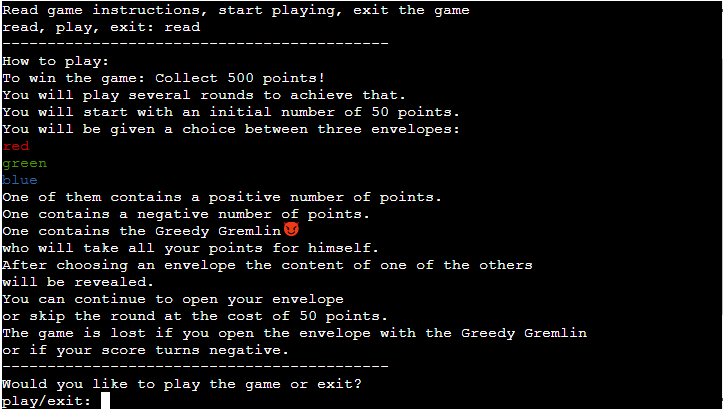 Read game instructions, start playing, exit the game
read, play, exit: read
-------------------------------------------
How to play:
To win the game: Collect 500 points!
You will play several rounds to achieve that.
You will start with an initial number of 50 points.
You will be given a choice between three envelopes:
red
green
blue
One of them contains a positive number of points.
One contains a negative number of points.
One contains the Greedy Gremlin😈
who will take all your points for himself.
After choosing an envelope the content of one of the others
will be revealed.
You can continue to open your envelope
or skip the round at the cost of 50 points.
The game is lost if you open the envelope with the Greedy Gremlin
or if your score turns negative.
-------------------------------------------
Would you like to play the game or exit?
play/exit: